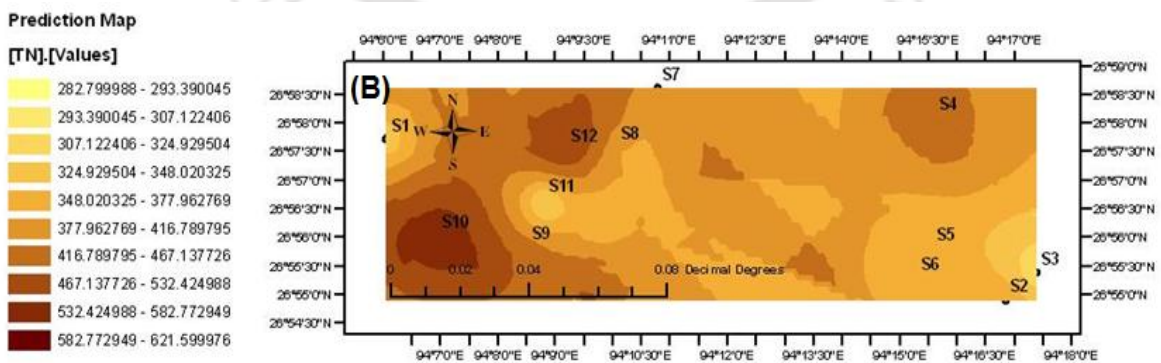 Prediction Map
[TN].[Values]
282.799988 - 293.390045
293.390045 - 307.122406
307.122406 - 324.929504
324.929504 - 348.020325
348.020325 - 377.962769
377.962769 - 416.789795
416.789795 - 467.137726
467.137726 - 532.424988
532.424988 - 582.772949
582.772949 - 621.599976
94°6'0"E 94°7'0"E 94°8'0"E 94°9'30"E 94°11'0"E 94°12'30"E 94°14'0"E 94°15'30"E 94°17'0"E
26°58'30"N
26°58'0"N
26°57'30"N
26°57'0"N
26°56'30"N
26°56'0"N
26°55'30"N
26°55'0"N
26°54'30"N
(B)
N
W E
S
S1
S7
S4
S12
S8
S11
S10
S9
S5
S6
S3
S2
0 0.02 0.04 0.08 Decimal Degrees
26°59'0"N
26°58'30"N
26°58'0"N
26°57'30"N
26°57'0"N
26°56'30"N
26°56'0"N
26°55'30"N
26°55'0"N
94°7'0"E 94°8'0"E 94°9'0"E 94°10'30"E 94°12'0"E 94°13'30"E 94°15'0"E 94°16'30"E 94°18'0"E